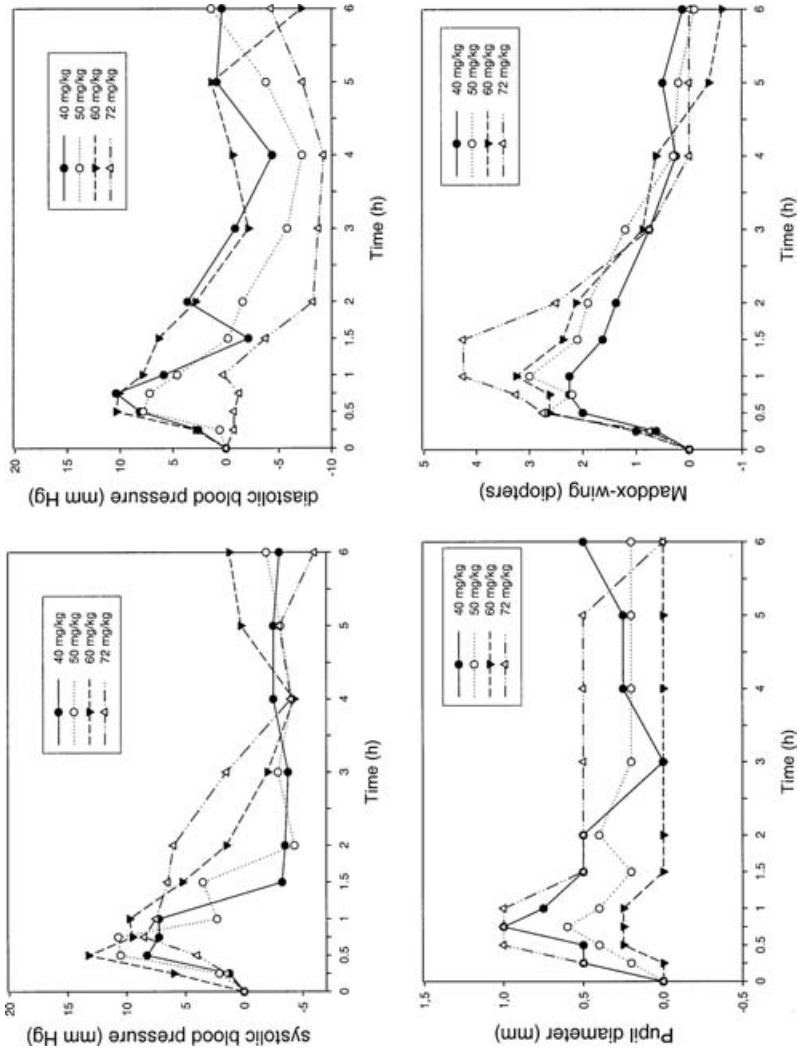 systolic blood pressure (mm Hg)
20
15
10
5
0
-5
40 mg/kg
50 mg/kg
60 mg/kg
72 mg/kg
0 0.5 1 1.5 2 3 4 5 6
Time (h)
diastolic blood pressure (mm Hg)
20
15
10
5
0
-5
-10
40 mg/kg
50 mg/kg
60 mg/kg
72 mg/kg
0 0.5 1 1.5 2 3 4 5 6
Time (h)
Pupil diameter (mm)
1,5
1.0
0.5
0.0
-0.5
40 mg/kg
50 mg/kg
60 mg/kg
72 mg/kg
0 0.5 1 1.5 2 3 4 5 6
Time (h)
Maddox-wing (diopters)
5
4
3
2
1
0
-1
40 mg/kg
50 mg/kg
60 mg/kg
72 mg/kg
0 0.5 1 1.5 2 3 4 5 6
Time (h)